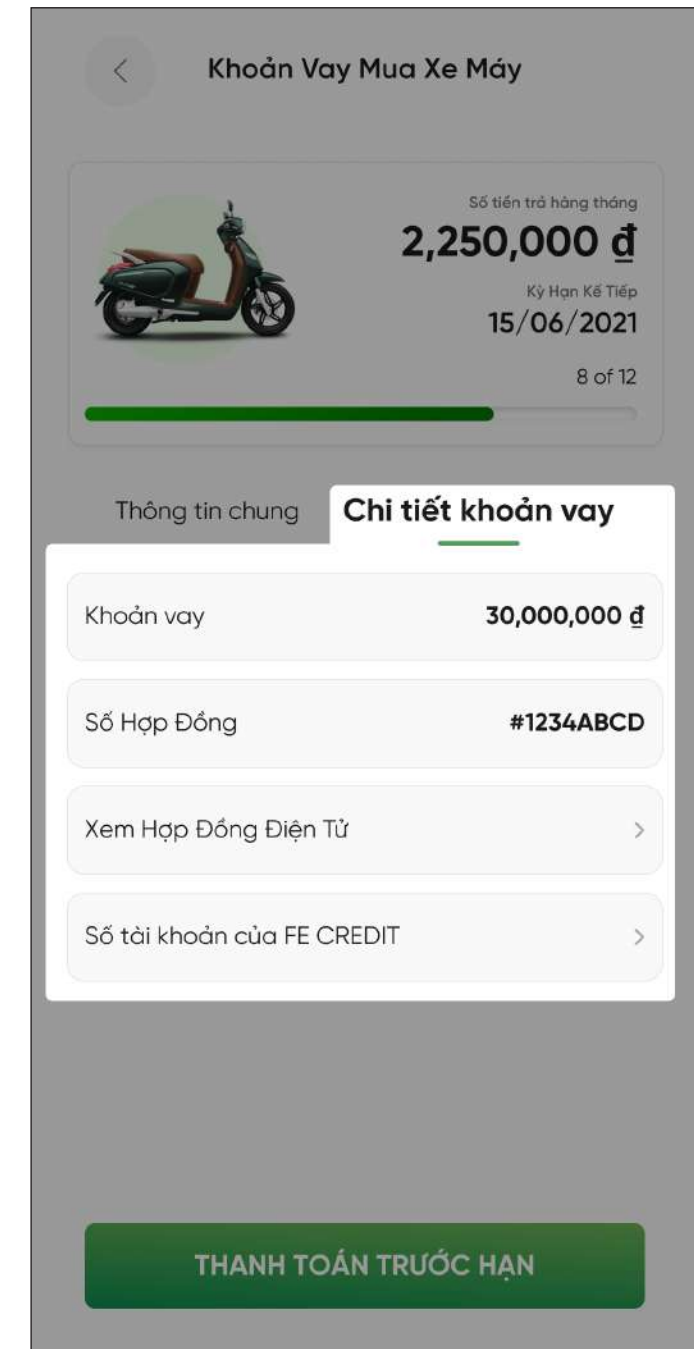 Khoản Vay Mua Xe Máy
Số tiền trả hàng tháng
2,250,000 ₫
Kỳ Hạn Kế Tiếp
15/06/2021
8 of 12
Thông tin chung
Chi tiết khoản vay
Khoản vay
30,000,000 ₫
Số Hợp Đồng
#1234ABCD
Xem Hợp Đồng Điện Tử
Số tài khoản của FE CREDIT
THANH TOÁN TRƯỚC HẠN